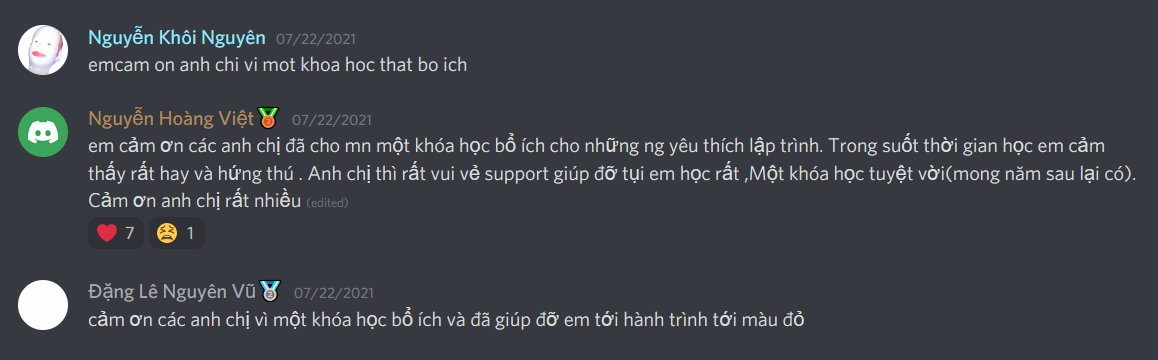 Nguyễn Khôi Nguyên 07/22/2021
emcam on anh chi vi mot khoa hoc that bo ich
Nguyễn Hoàng Việt 3 07/22/2021
em cảm ơn các anh chị đã cho mn một khóa học bổ ích cho những ng yêu thích lập trình. Trong suốt thời gian học em cảm
thấy rất hay và hứng thú . Anh chị thì rất vui vẻ support giúp đỡ tụi em học rất ,Một khóa học tuyệt vời(mong năm sau lại có).
Cảm ơn anh chị rất nhiều (edited)
7 1
Đặng Lê Nguyên Vũ 2 07/22/2021
cảm ơn các anh chị vì một khóa học bổ ích và đã giúp đỡ em tới hành trình tới màu đỏ